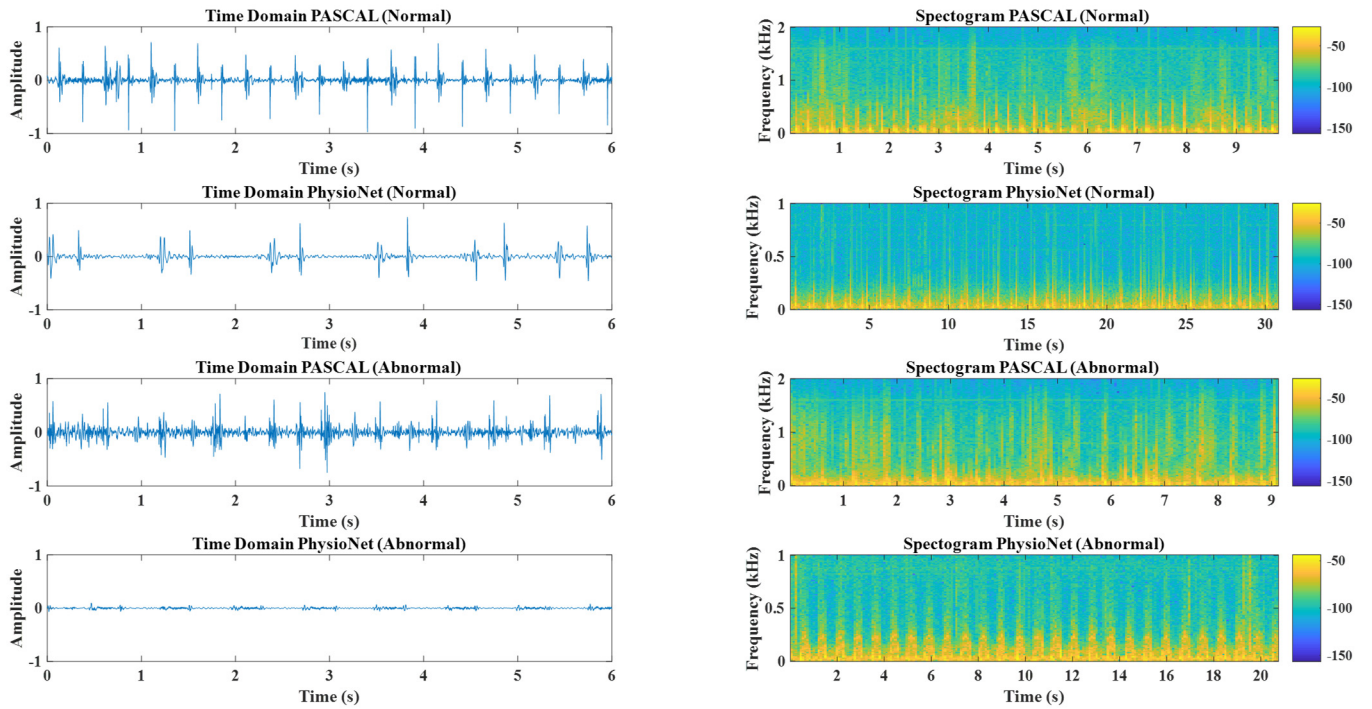 Time Domain PASCAL (Normal)
1
0
-1
Amplitude
0 1 2 3 4 5 6
Time (s)
Spectogram PASCAL (Normal)
2
1
0
Frequency (kHz)
1 2 3 4 5 6 7 8 9
Time (s)
-50
-100
-150
Time Domain PhysioNet (Normal)
1
0
-1
Amplitude
0 1 2 3 4 5 6
Time (s)
Spectogram PhysioNet (Normal)
1
0.5
0
Frequency (kHz)
5 10 15 20 25 30
Time (s)
-50
-100
-150
Time Domain PASCAL (Abnormal)
1
0
-1
Amplitude
0 1 2 3 4 5 6
Time (s)
Spectogram PASCAL (Abnormal)
2
1
0
Frequency (kHz)
1 2 3 4 5 6 7 8 9
Time (s)
-50
-100
-150
Time Domain PhysioNet (Abnormal)
1
0
-1
Amplitude
0 1 2 3 4 5 6
Time (s)
Spectogram PhysioNet (Abnormal)
1
0.5
0
Frequency (kHz)
2 4 6 8 10 12 14 16 18 20
Time (s)
-50
-100
-150